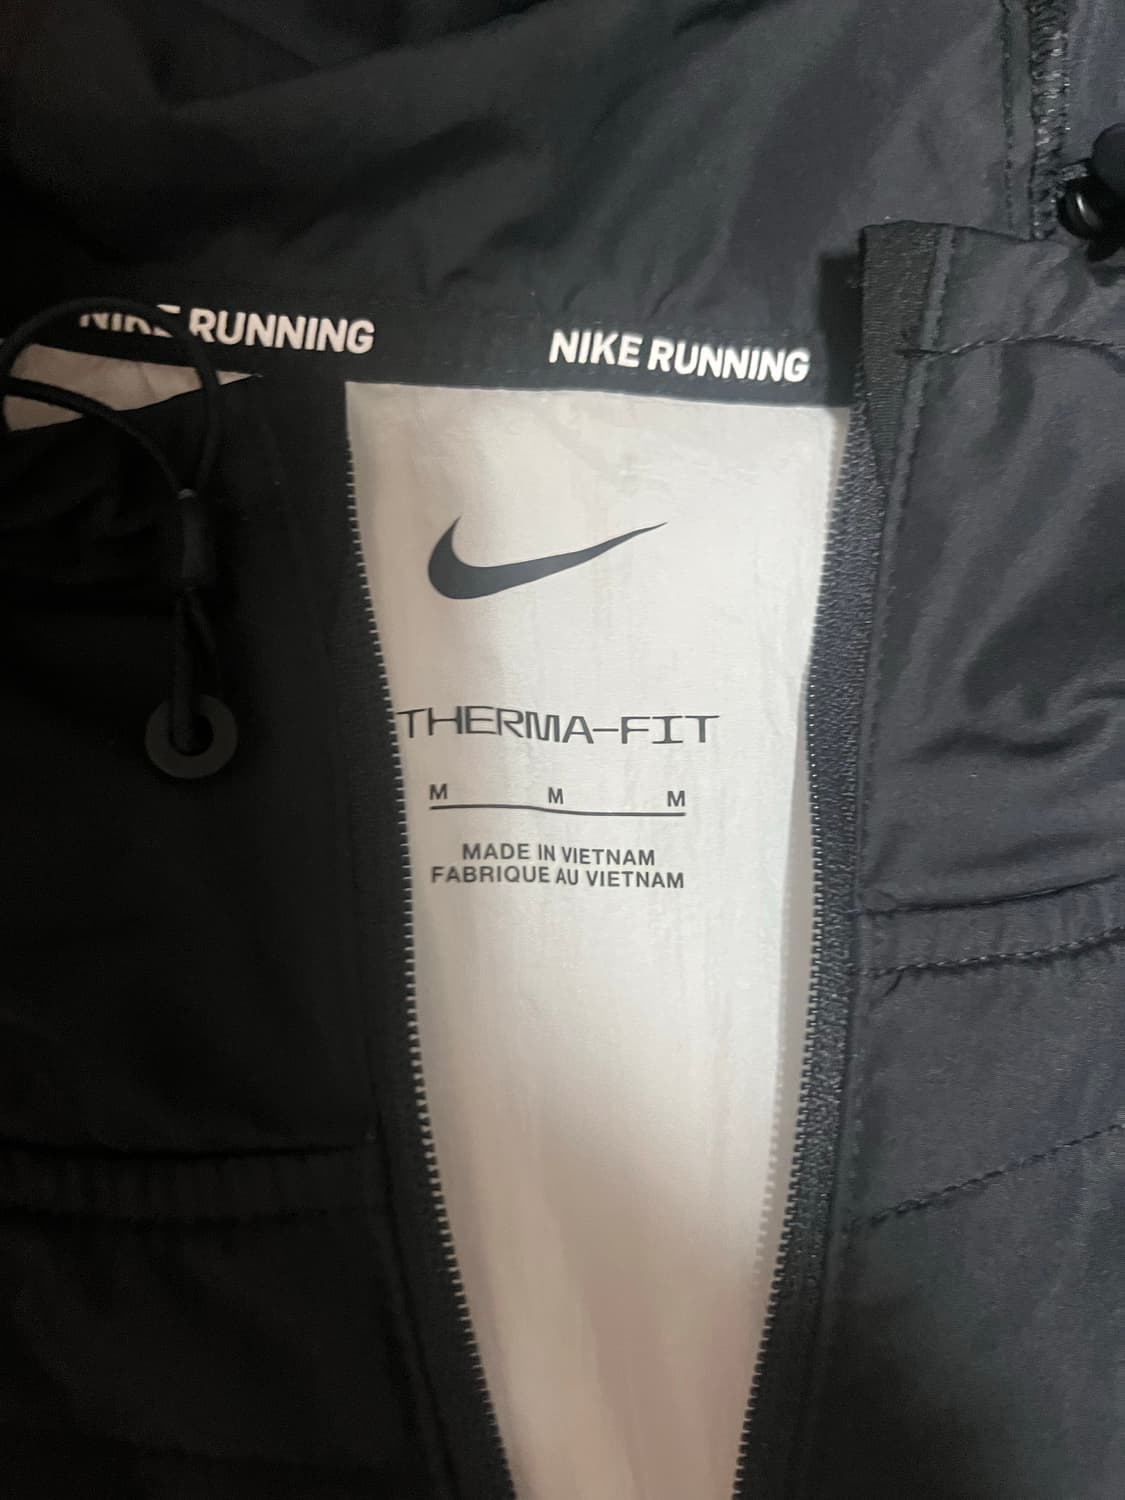 RUNNING
NIKE RUNNING
THERMA-FIT
M M M
MADE IN VIETNAM
FABRIQUE AU VIETNAM